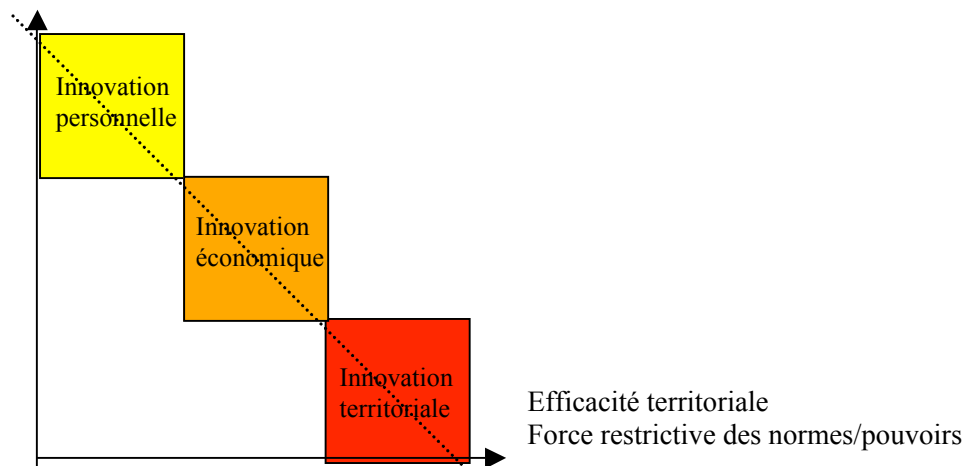 Innovation
personnelle
Innovation
économique
Innovation
territoriale
Efficacité territoriale
Force restrictive des normes/pouvoirs